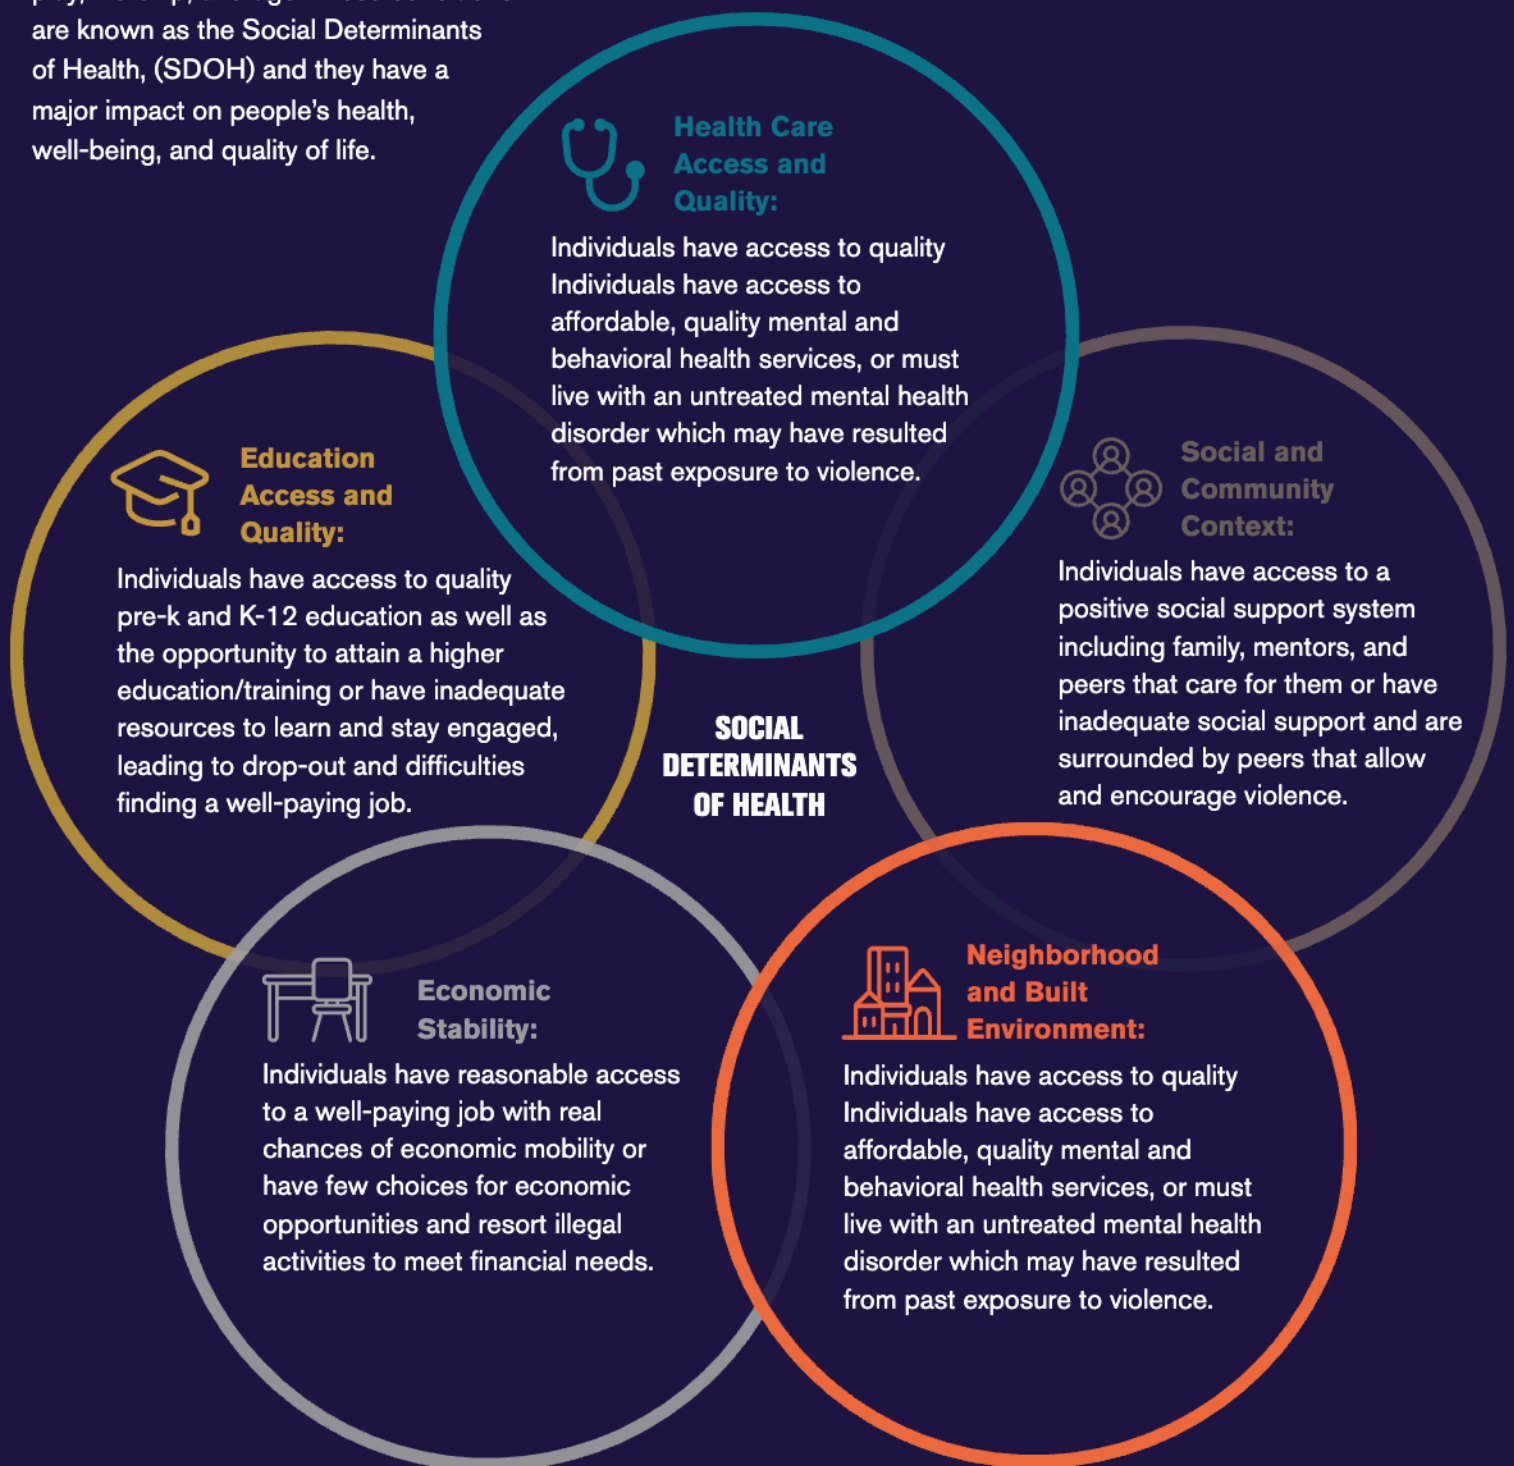 are known as the Social Determinants
of Health, (SDOH) and they have a
major impact on people's health,
well-being, and quality of life.
Health Care
Access and
Quality:
Individuals have access to quality
Individuals have access to
affordable, quality mental and
behavioral health services, or must
live with an untreated mental health
disorder which may have resulted
from past exposure to violence.
Education
Access and
Quality:
Individuals have access to quality
pre-k and K-12 education as well as
the opportunity to attain a higher
education/training or have inadequate
resources to learn and stay engaged,
leading to drop-out and difficulties
finding a well-paying job.
Social and
Community
Context:
Individuals have access to a
positive social support system
including family, mentors, and
peers that care for them or have
inadequate social support and are
surrounded by peers that allow
and encourage violence.
SOCIAL
DETERMINANTS
OF HEALTH
Economic
Stability:
Individuals have reasonable access
to a well-paying job with real
chances of economic mobility or
have few choices for economic
opportunities and resort illegal
activities to meet financial needs.
Neighborhood
and Built
Environment:
Individuals have access to quality
Individuals have access to
affordable, quality mental and
behavioral health services, or must
live with an untreated mental health
disorder which may have resulted
from past exposure to violence.